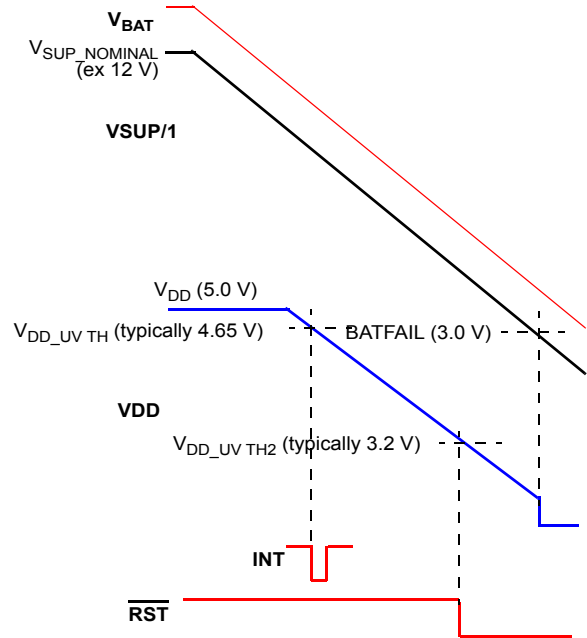 VBAT
VSUP_NOMINAL
(ex 12 V)
VSUP/1
VDD (5.0 V)
VDD_UV TH (typically 4.65 V)
BATFAIL (3.0 V)
VDD
VDD_UV TH2 (typically 3.2 V)
INT
RST